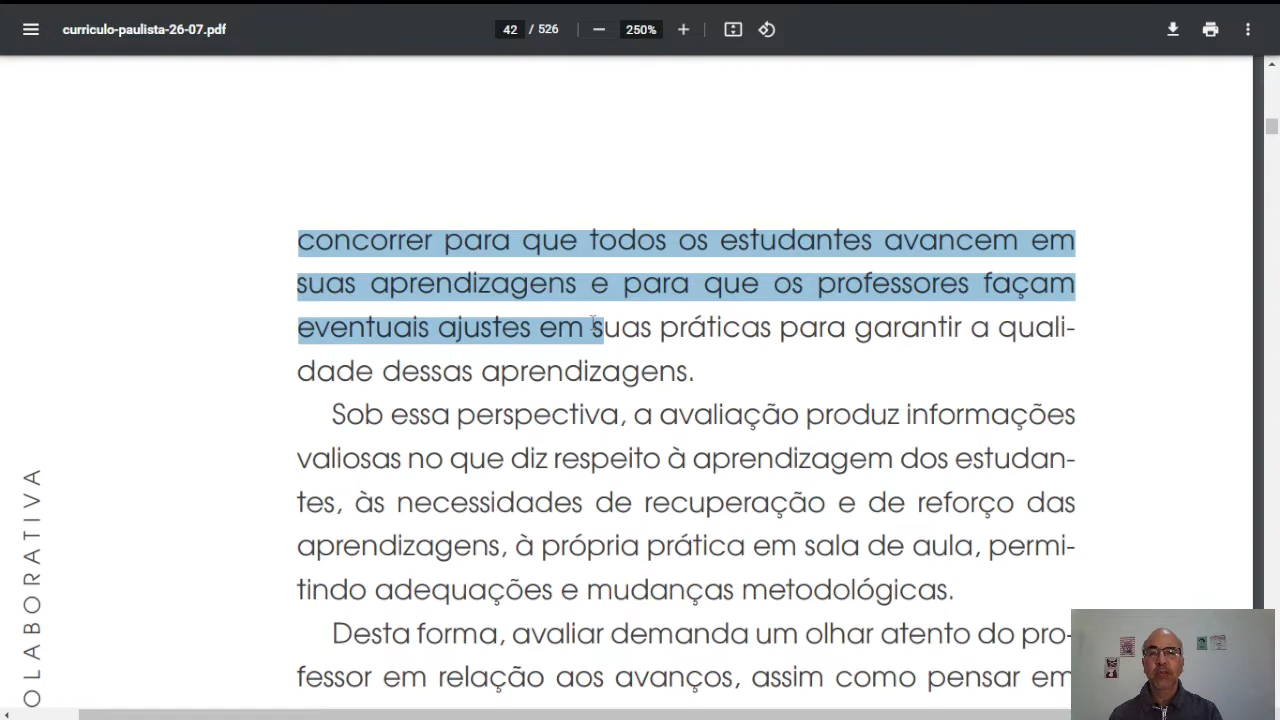 curriculo-paulista-26-07.pdf
42 / 526
250%
concorrer para que todos os estudantes avancem em
suas aprendizagens e para que os professores façam
eventuais ajustes em suas práticas para garantir a quali-
dade dessas aprendizagens.
Sob essa perspectiva, a avaliação produz informações
valiosas no que diz respeito à aprendizagem dos estudan-
tes, às necessidades de recuperação e de reforço das
aprendizagens, à própria prática em sala de aula, permi-
tindo adequações e mudanças metodológicas.
Desta forma, avaliar demanda um olhar atento do pro-
fessor em relação aos avanços, assim como pensar em
OLABORATIVA